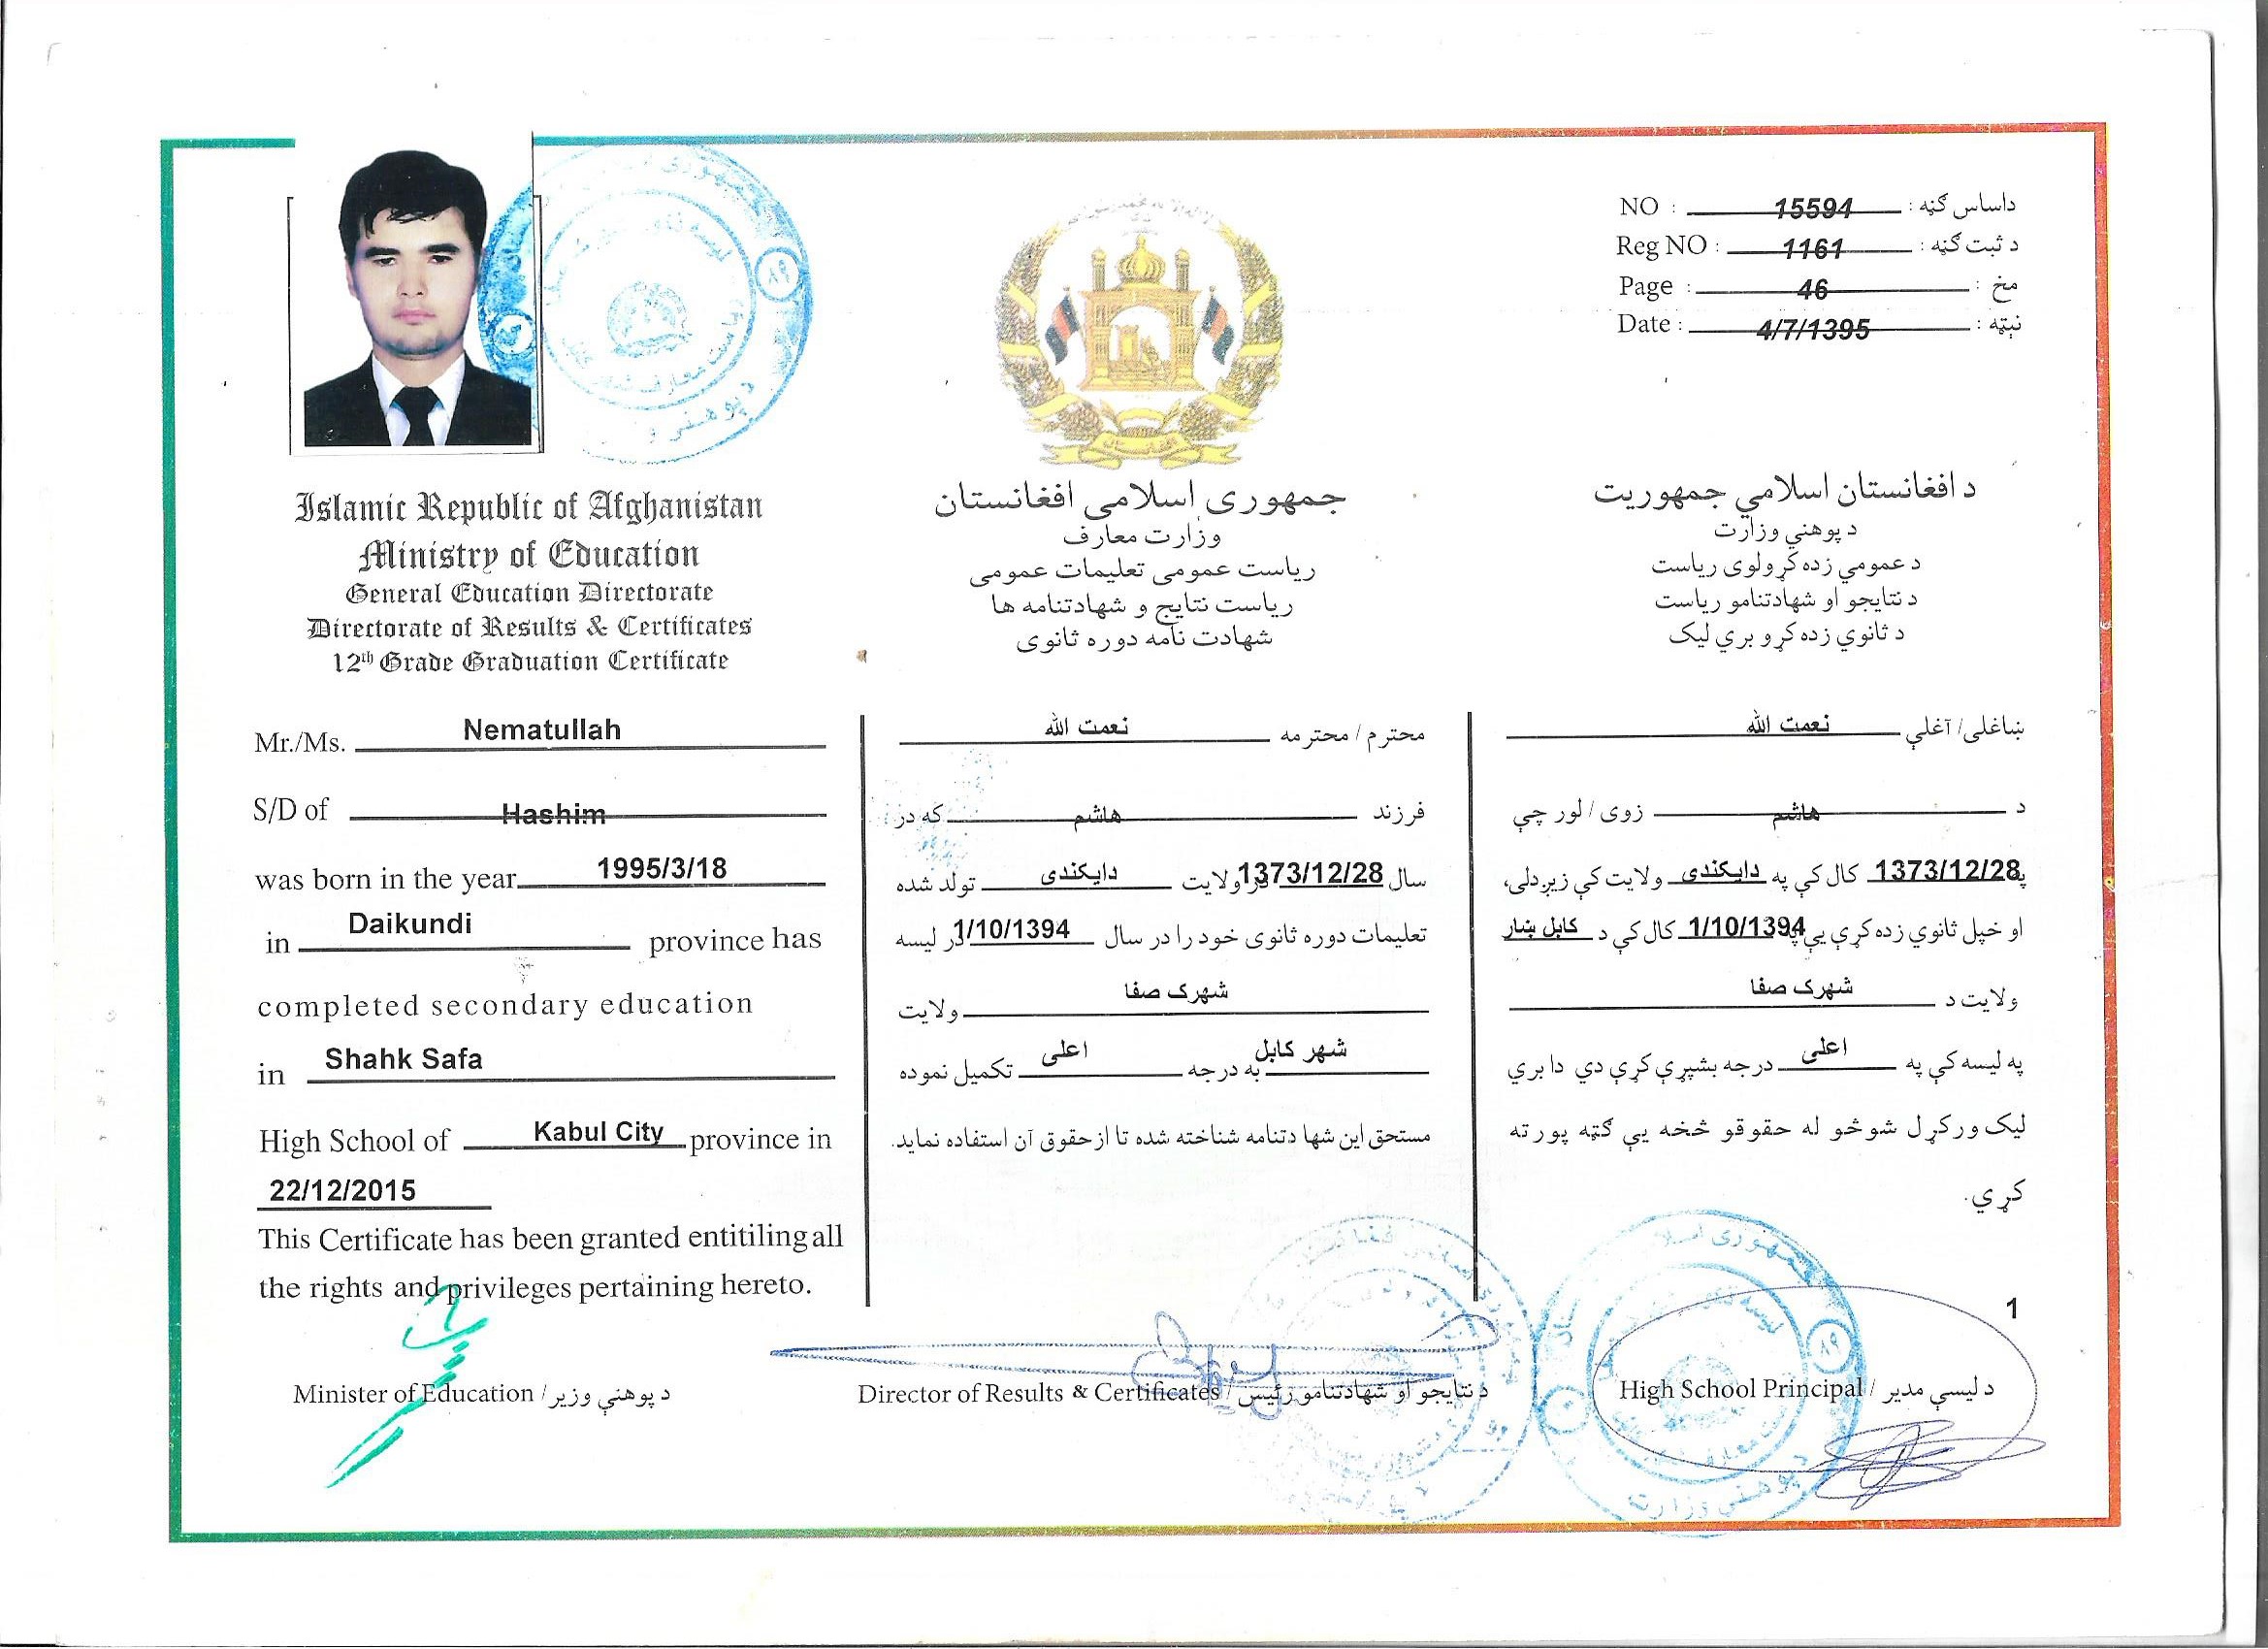 NO : 15594 : داساس ګڼه
Reg NO : 1161 : د ثبت ګڼه
Page : 46 : مخ
Date : 4/7/1395 : نېټه
Islamic Republic of Afghanistan
Ministry of Education
General Education Directorate
Directorate of Results & Certificates
12th Grade Graduation Certificate
جمهوری اسلامی افغانستان
وزارت معارف
ریاست عمومی تعلیمات عمومی
ریاست نتایج و شهادتنامه ها
شهادت نامه دوره ثانوی
د افغانستان اسلامي جمهوریت
د پوهني وزارت
د عمومي زده کړولوی ریاست
د نتایجو او شهادتنامو ریاست
د ثانوي زده کړو بري لیک
Mr./Ms. Nematullah
S/D of Hashim
was born in the year 1995/3/18
in Daikundi province has
completed secondary education
in Shahk Safa
High School of Kabul City province in
22/12/2015
This Certificate has been granted entitiling all
the rights and privileges pertaining hereto.
محترم / محترمه نعمت الله
فرزند هاشم که در
سال 1373/12/28 در ولایت دایکندی تولد شده
تعلیمات دوره ثانوی خود را در سال 1/10/1394 در لیسه
شهرک صفا ولایت
شهر کابل به درجه اعلی تکمیل نموده
مستحق این شها دتنامه شناخته شده تا از حقوق آن استفاده نماید.
ښاغلی/ آغلې نعمت الله
د هاشم زوی / لور چې
په 1373/12/28 کال کې په دایکندی ولایت کې زېږدلی،
او خپل ثانوي زده کړې یې په 1/10/1394 کال کې د کابل ښار
ولایت د شهرک صفا
په لیسه کې په اعلی درجه بشپړې کړې دي دا بري
لیک ورکړل شو څو له حقوقو څخه یې ګټه پورته
کړي.
1
Minister of Education / د پوهنې وزیر
Director of Results & Certificates / د نتایجو او شهادتنامو رئیس
High School Principal / د لیسې مدیر